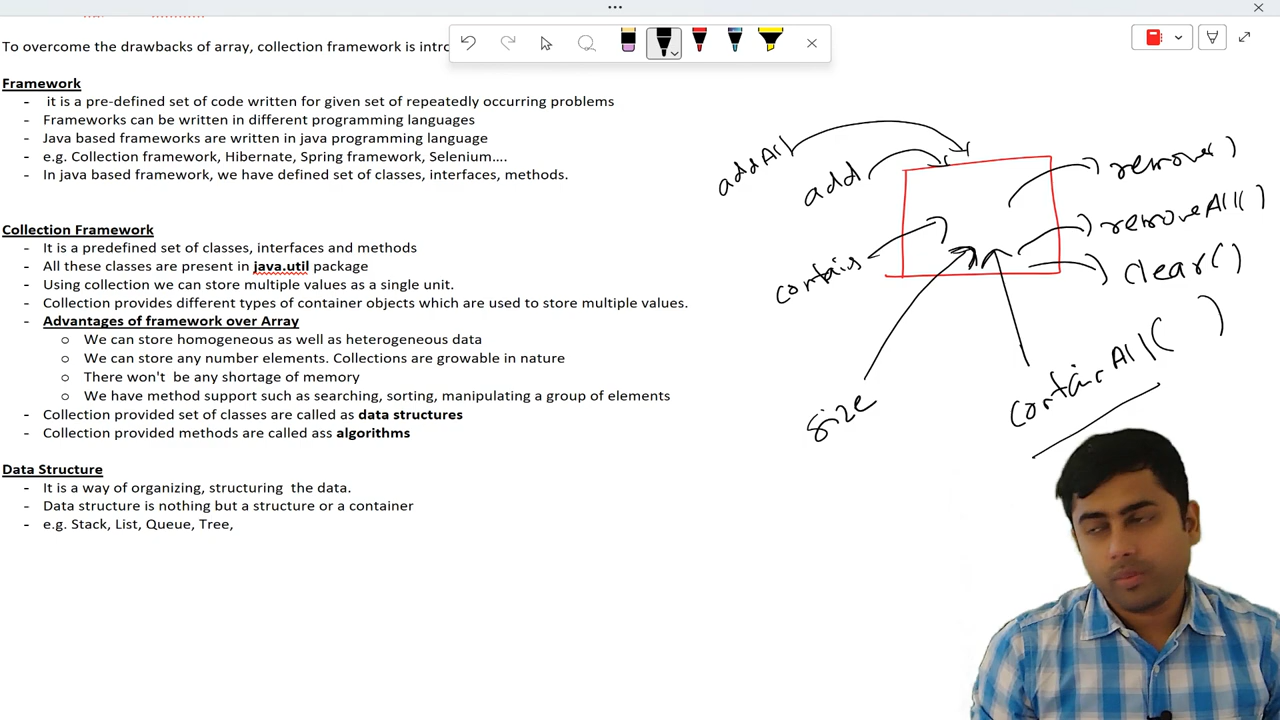 To overcome the drawbacks of array, collection framework is intro
Framework
- it is a pre-defined set of code written for given set of repeatedly occurring problems
- Frameworks can be written in different programming languages
- Java based frameworks are written in java programming language
- e.g. Collection framework, Hibernate, Spring framework, Selenium....
- In java based framework, we have defined set of classes, interfaces, methods.
Collection Framework
- It is a predefined set of classes, interfaces and methods
- All these classes are present in java.util package
- Using collection we can store multiple values as a single unit.
- Collection provides different types of container objects which are used to store multiple values.
- Advantages of framework over Array
o We can store homogeneous as well as heterogeneous data
o We can store any number elements. Collections are growable in nature
o There won't be any shortage of memory
o We have method support such as searching, sorting, manipulating a group of elements
- Collection provided set of classes are called as data structures
- Collection provided methods are called ass algorithms
Data Structure
- It is a way of organizing, structuring the data.
- Data structure is nothing but a structure or a container
- e.g. Stack, List, Queue, Tree,
addAll
add
contains
size
remove()
removeAll()
clear()
containsAll( )